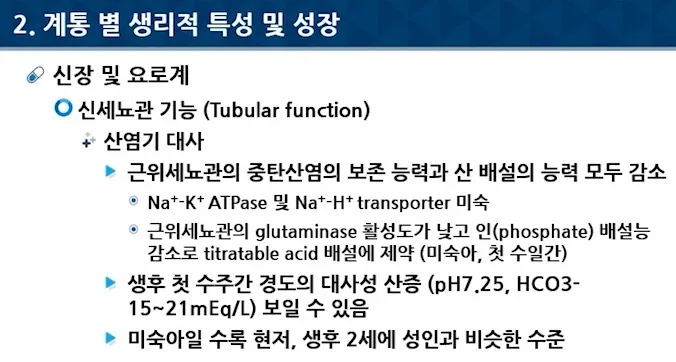 2. 계통 별 생리적 특성 및 성장
신장 및 요로계
신세뇨관 기능 (Tubular function)
산염기 대사
근위세뇨관의 중탄산염의 보존 능력과 산 배설의 능력 모두 감소
Na⁺-K⁺ ATPase 및 Na⁺-H⁺ transporter 미숙
근위세뇨관의 glutaminase 활성도가 낮고 인(phosphate) 배설능
감소로 titratable acid 배설에 제약 (미숙아, 첫 수일간)
생후 첫 수주간 경도의 대사성 산증 (pH7.25, HCO3-
15~21mEq/L) 보일 수 있음
미숙아일 수록 현저, 생후 2세에 성인과 비슷한 수준